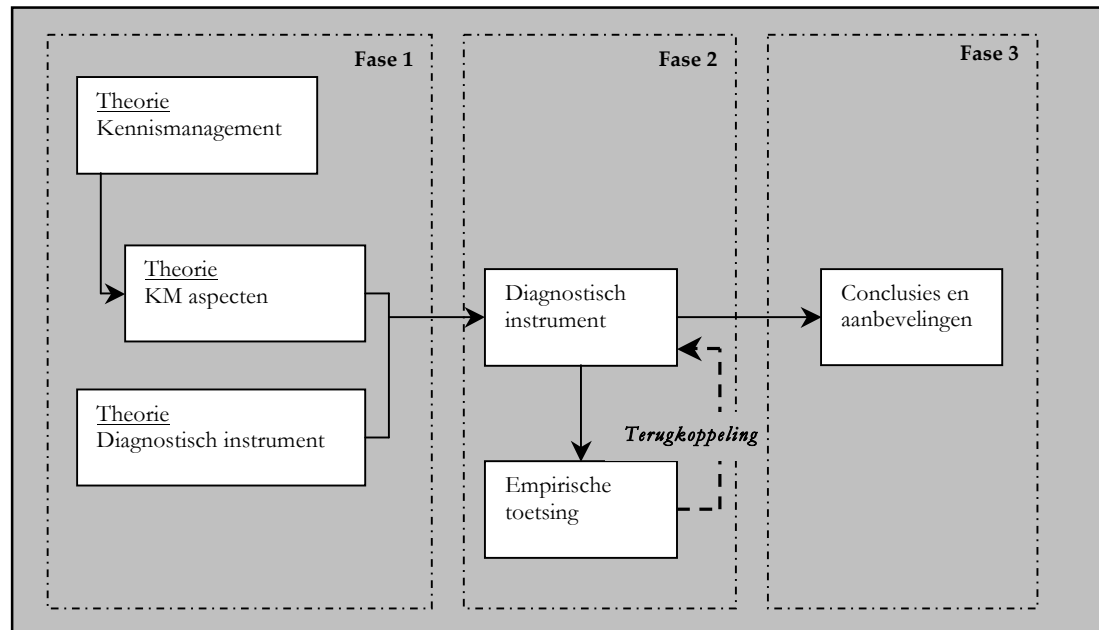 Fase 1
Theorie
Kennismanagement
Theorie
KM aspecten
Theorie
Diagnostisch instrument
Fase 2
Diagnostisch
instrument
Terugkoppeling
Empirische
toetsing
Fase 3
Conclusies en
aanbevelingen